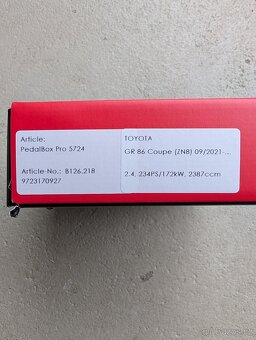 Article:
PedalBox Pro 5724
Article-No.: B126.218
9723170927
TOYOTA
GR 86 Coupe (ZN8) 09/2021-...
2.4, 234PS/172kW, 2387ccm